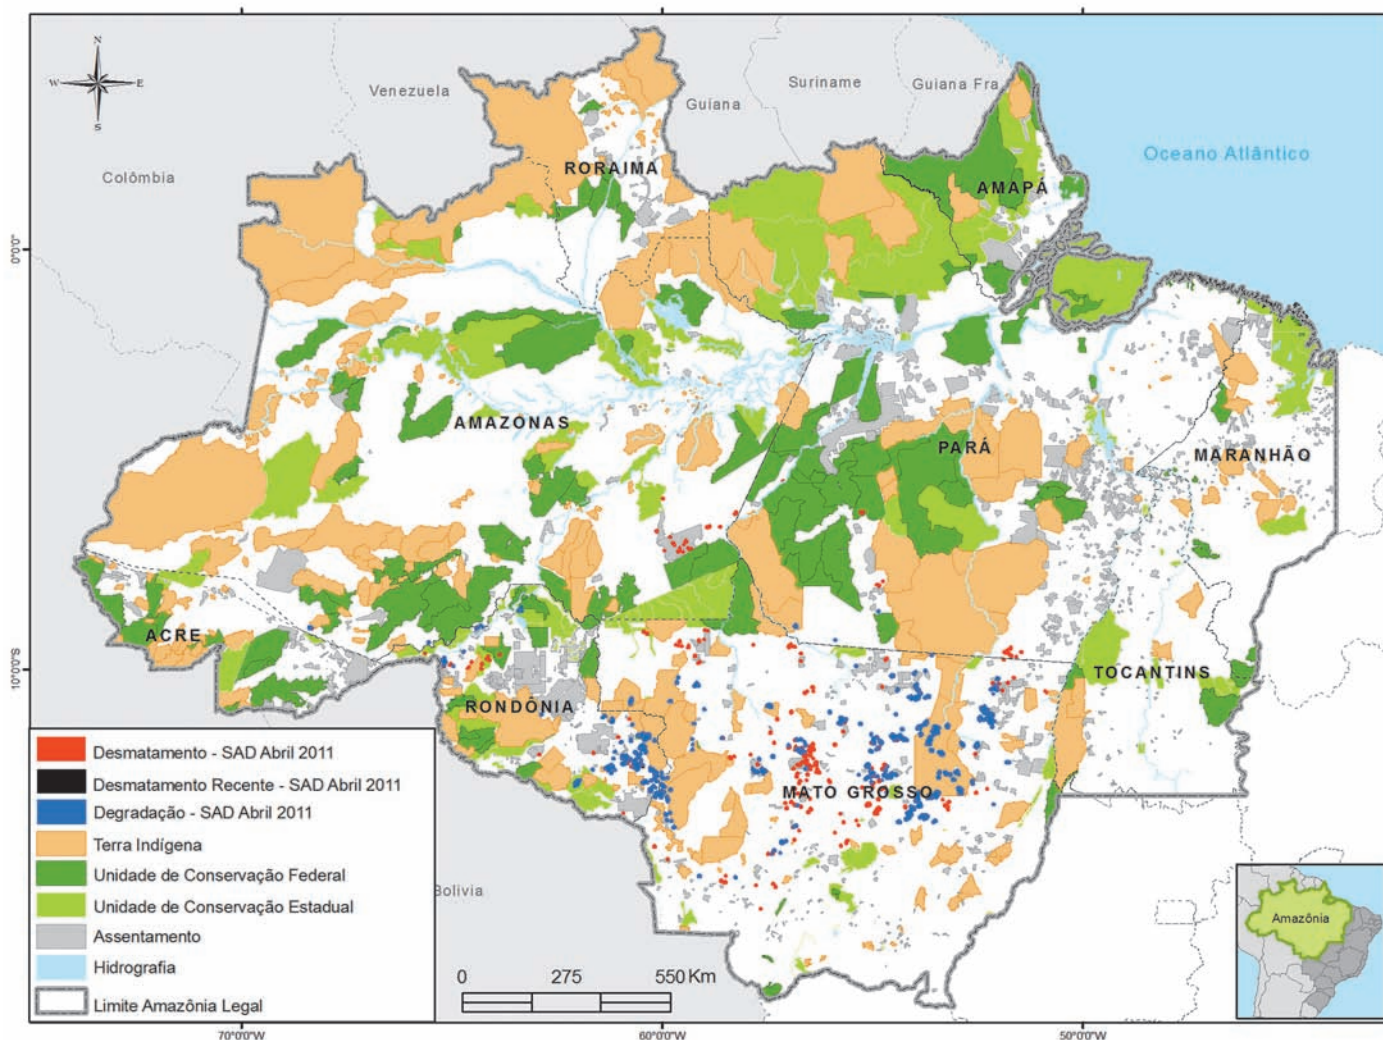 N
W
E
S
Venezuela
Suriname
Guiana Fra
Guiana
Oceano Atlântico
Colômbia
RORAIMA
AMAPÁ
0°0'0"
AMAZONAS
PARÁ
MARANHÃO
ACRE
10°0'0"S
TOCANTINS
RONDÔNIA
MATO GROSSO
Desmatamento - SAD Abril 2011
Desmatamento Recente - SAD Abril 2011
Degradação - SAD Abril 2011
Terra Indígena
Unidade de Conservação Federal
Unidade de Conservação Estadual
Assentamento
Hidrografia
Limite Amazônia Legal
Bolivia
0 275 550 Km
Amazônia
70°0'0"W 60°0'0"W 50°0'0"W